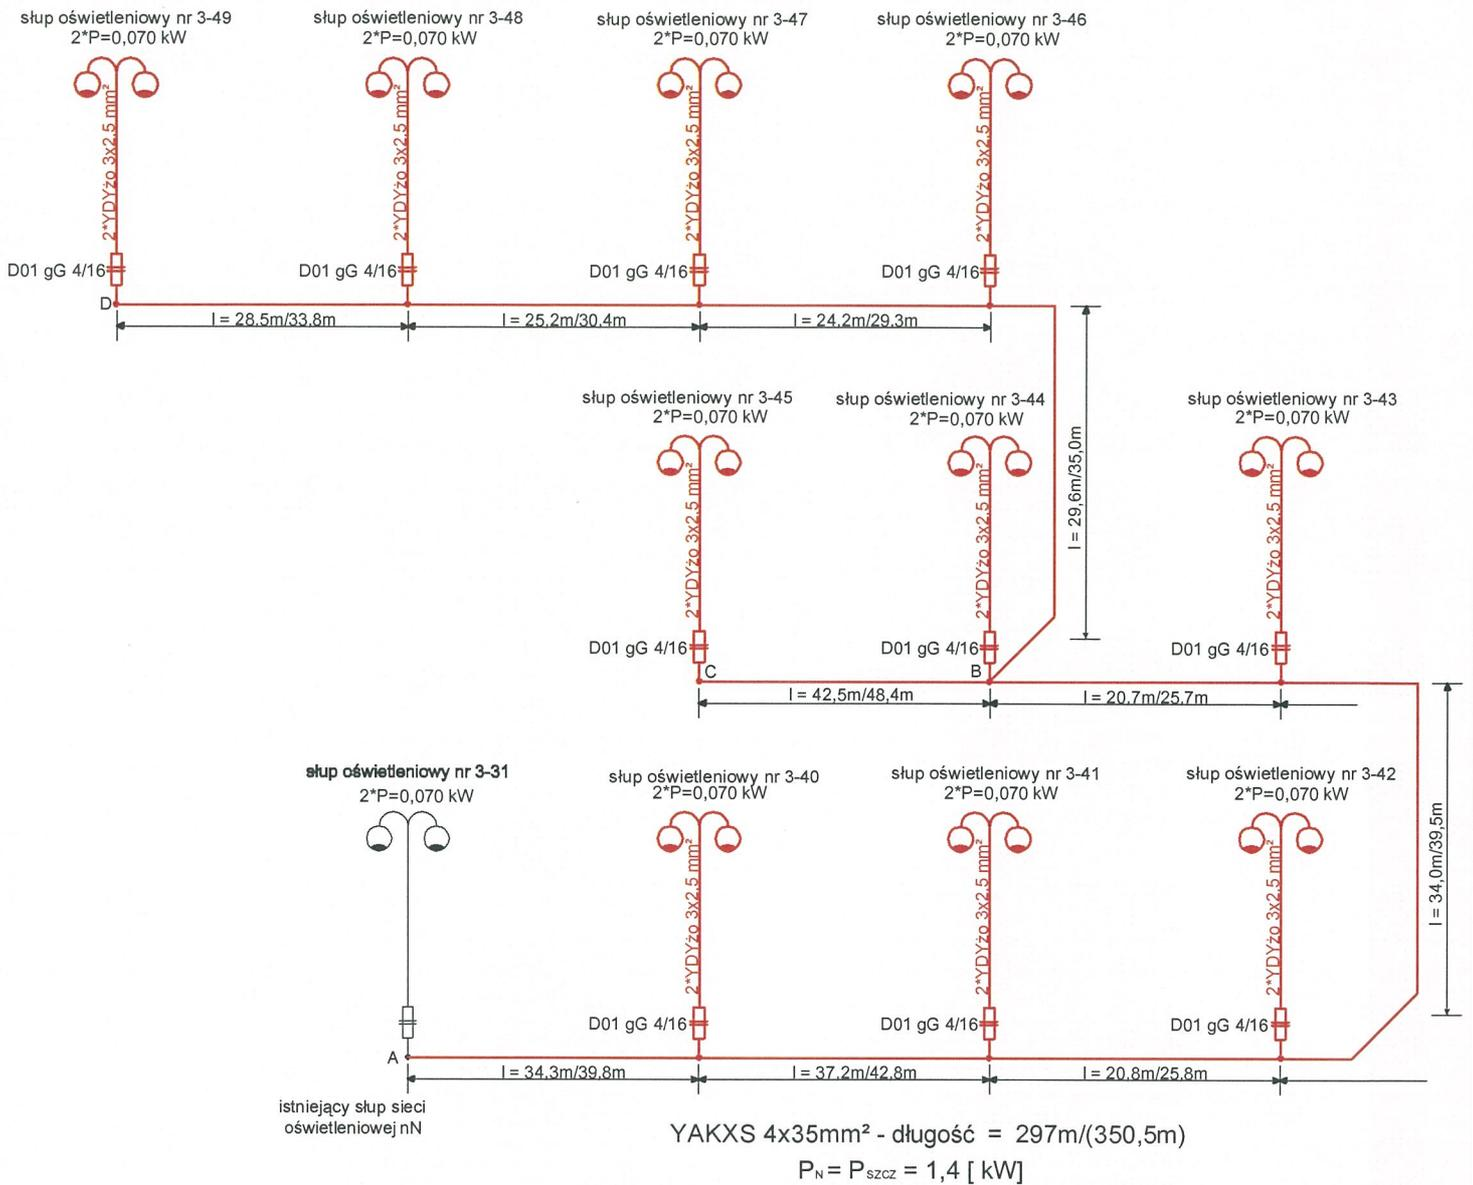 słup oświetleniowy nr 3-49
2*P=0,070 kW
słup oświetleniowy nr 3-48
2*P=0,070 kW
słup oświetleniowy nr 3-47
2*P=0,070 kW
słup oświetleniowy nr 3-46
2*P=0,070 kW
2*YDYżo 3x2.5 mm²
2*YDYżo 3x2.5 mm²
2*YDYżo 3x2.5 mm²
2*YDYżo 3x2.5 mm²
D01 gG 4/16
D01 gG 4/16
D01 gG 4/16
D01 gG 4/16
D
l = 28.5m/33.8m
l = 25.2m/30.4m
l = 24.2m/29.3m
l = 29,6m/35,0m
słup oświetleniowy nr 3-45
2*P=0,070 kW
słup oświetleniowy nr 3-44
2*P=0,070 kW
słup oświetleniowy nr 3-43
2*P=0,070 kW
2*YDYżo 3x2.5 mm²
2*YDYżo 3x2.5 mm²
2*YDYżo 3x2.5 mm²
D01 gG 4/16
D01 gG 4/16
D01 gG 4/16
C
B
l = 42,5m/48,4m
l = 20.7m/25.7m
l = 34,0m/39,5m
słup oświetleniowy nr 3-31
2*P=0,070 kW
słup oświetleniowy nr 3-40
2*P=0,070 kW
słup oświetleniowy nr 3-41
2*P=0,070 kW
słup oświetleniowy nr 3-42
2*P=0,070 kW
2*YDYżo 3x2.5 mm²
2*YDYżo 3x2.5 mm²
2*YDYżo 3x2.5 mm²
D01 gG 4/16
D01 gG 4/16
D01 gG 4/16
A
l = 34.3m/39.8m
l = 37.2m/42.8m
l = 20.8m/25.8m
istniejący słup sieci
oświetleniowej nN
YAKXS 4x35mm² - długość = 297m/(350,5m)
PN = PSZCZ = 1,4 [ kW]